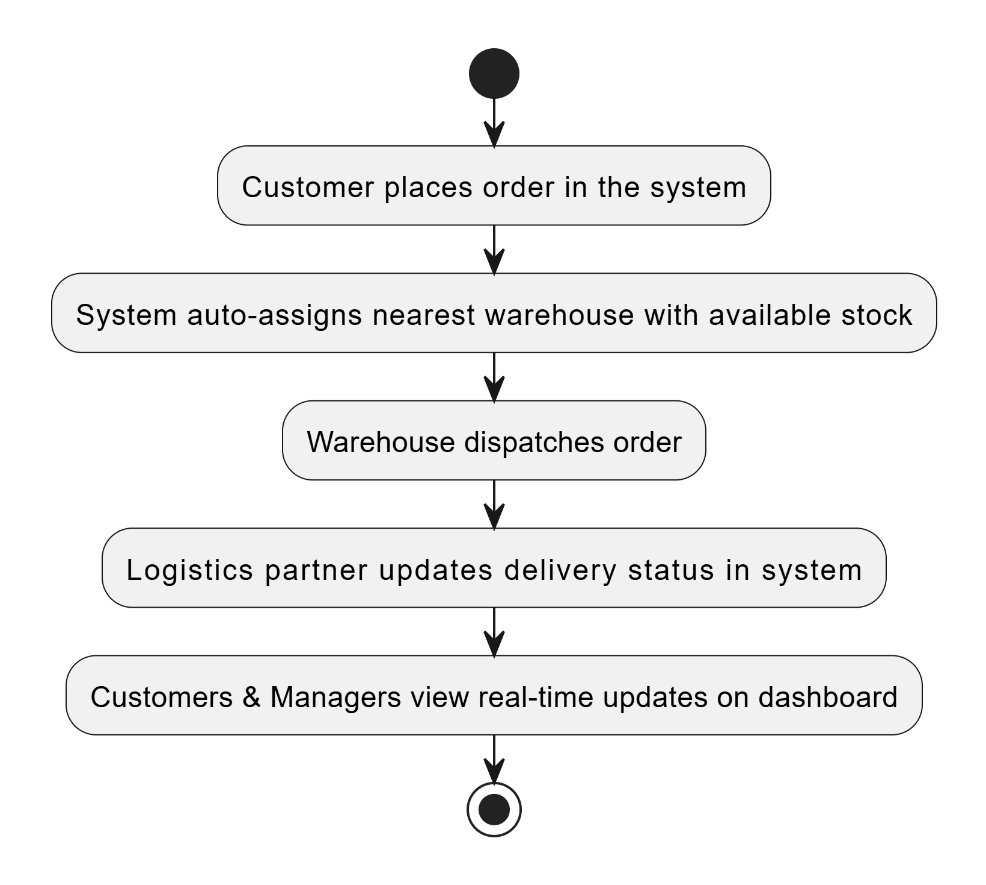 Customer places order in the system
System auto-assigns nearest warehouse with available stock
Warehouse dispatches order
Logistics partner updates delivery status in system
Customers & Managers view real-time updates on dashboard